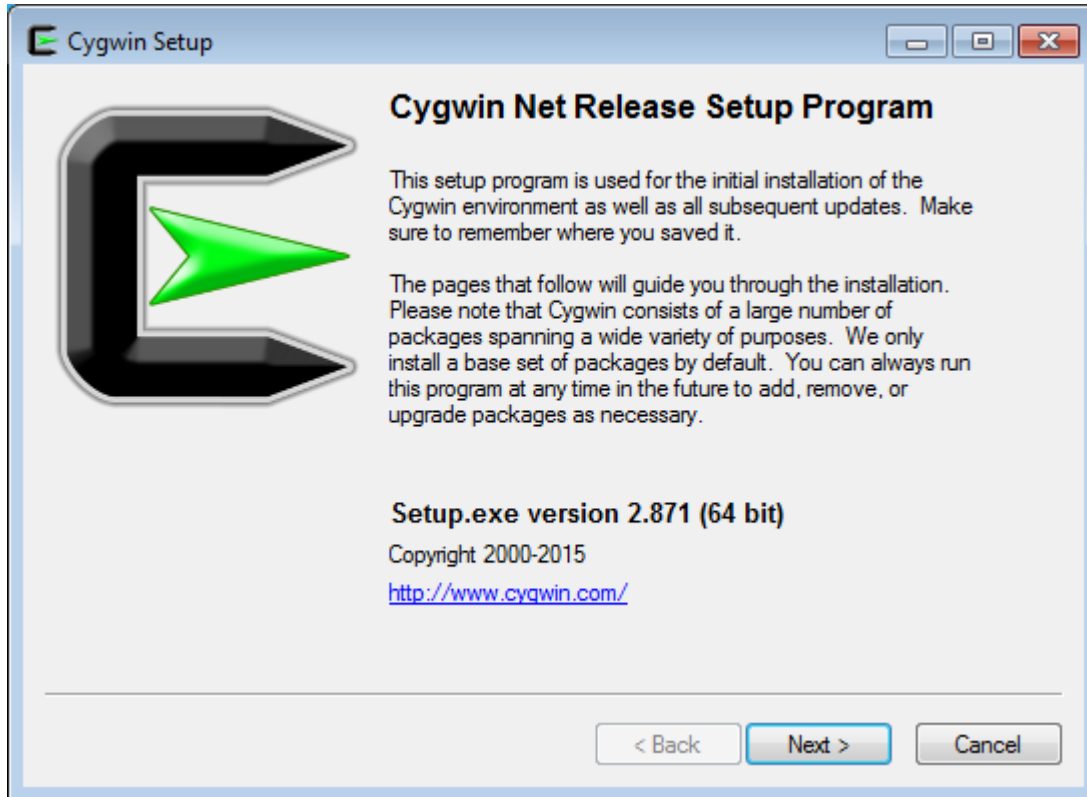 Cygwin Setup
Cygwin Net Release Setup Program
This setup program is used for the initial installation of the
Cygwin environment as well as all subsequent updates.  Make
sure to remember where you saved it.
The pages that follow will guide you through the installation.
Please note that Cygwin consists of a large number of
packages spanning a wide variety of purposes.  We only
install a base set of packages by default.  You can always run
this program at any time in the future to add, remove, or
upgrade packages as necessary.
Setup.exe version 2.871 (64 bit)
Copyright 2000-2015
http://www.cygwin.com/
< Back
Next >
Cancel